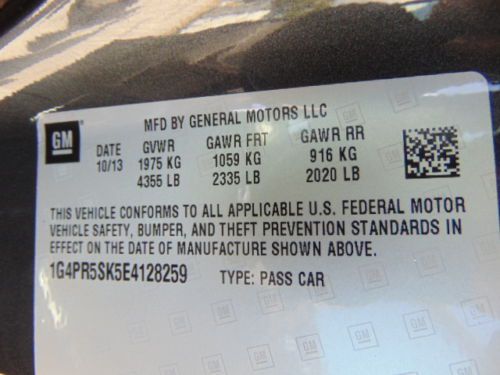 GM
MFD BY GENERAL MOTORS LLC
DATE GVWR GAWR FRT GAWR RR
10/13 1975 KG 1059 KG 916 KG
4355 LB 2335 LB 2020 LB
THIS VEHICLE CONFORMS TO ALL APPLICABLE U.S. FEDERAL MOTOR
VEHICLE SAFETY, BUMPER, AND THEFT PREVENTION STANDARDS IN
EFFECT ON THE DATE OF MANUFACTURE SHOWN ABOVE.
1G4PR5SK5E4128259 TYPE: PASS CAR